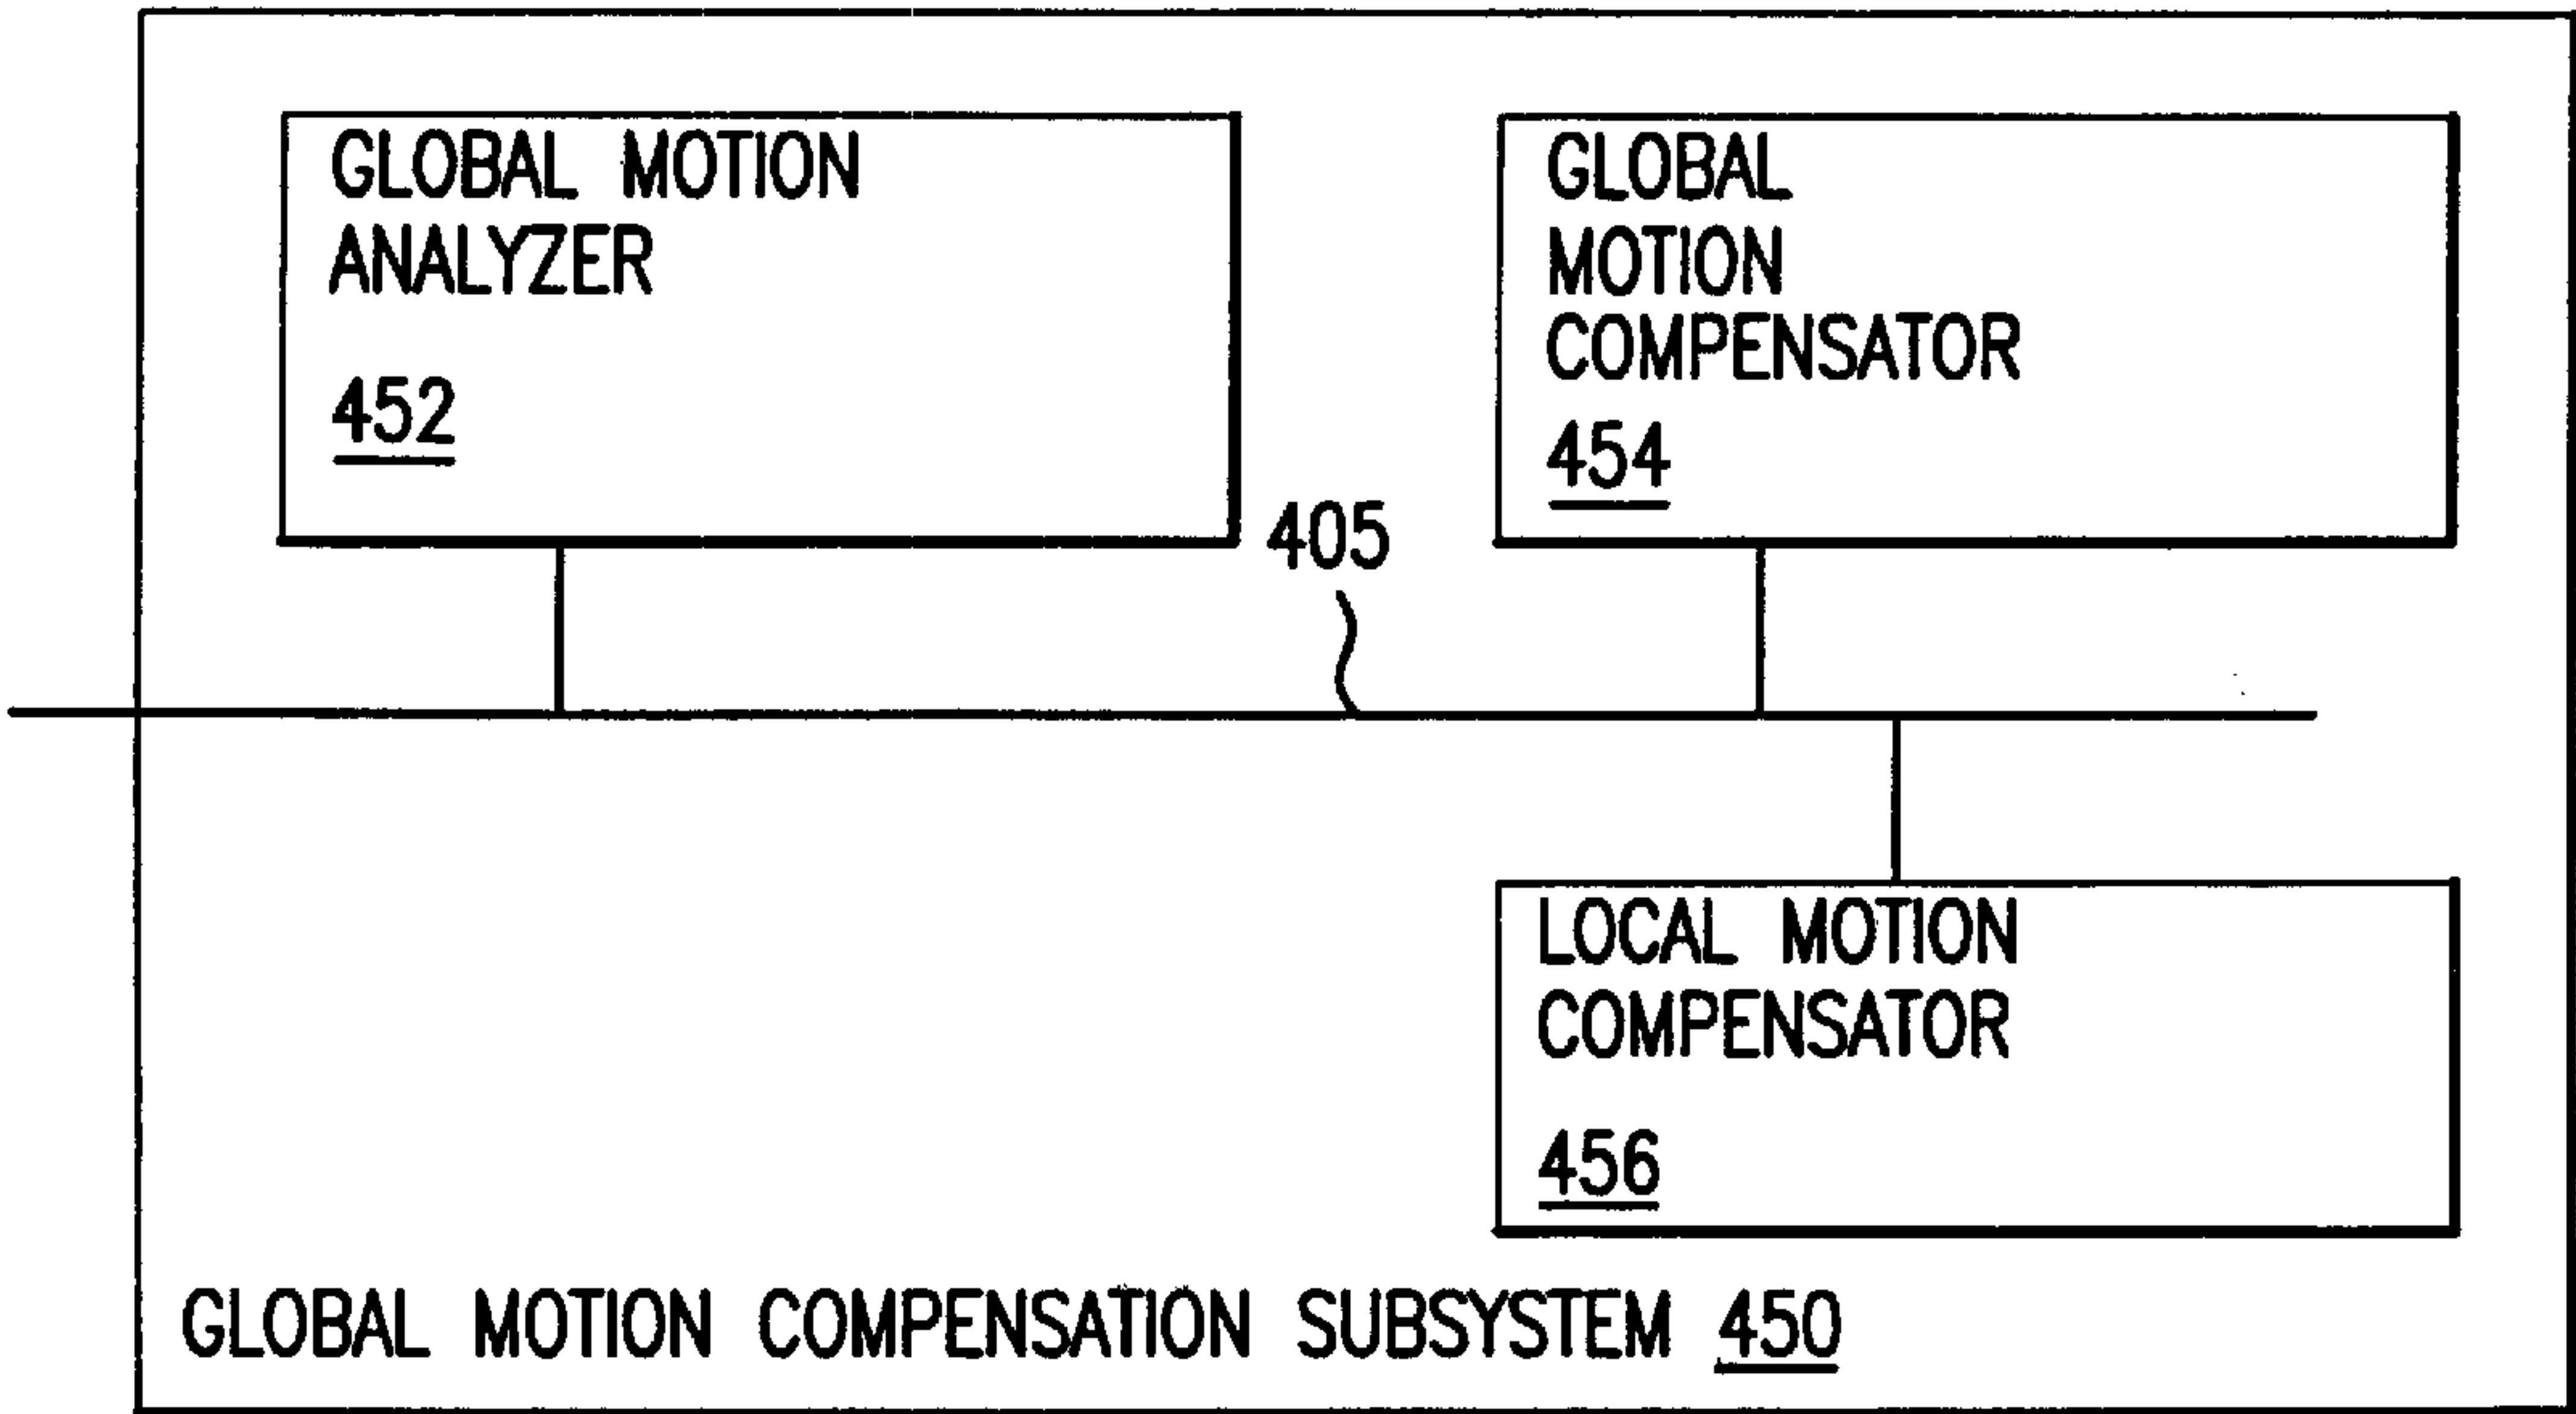 GLOBAL MOTION
ANALYZER
452
GLOBAL
MOTION
COMPENSATOR
454
405
LOCAL MOTION
COMPENSATOR
456
GLOBAL MOTION COMPENSATION SUBSYSTEM 450